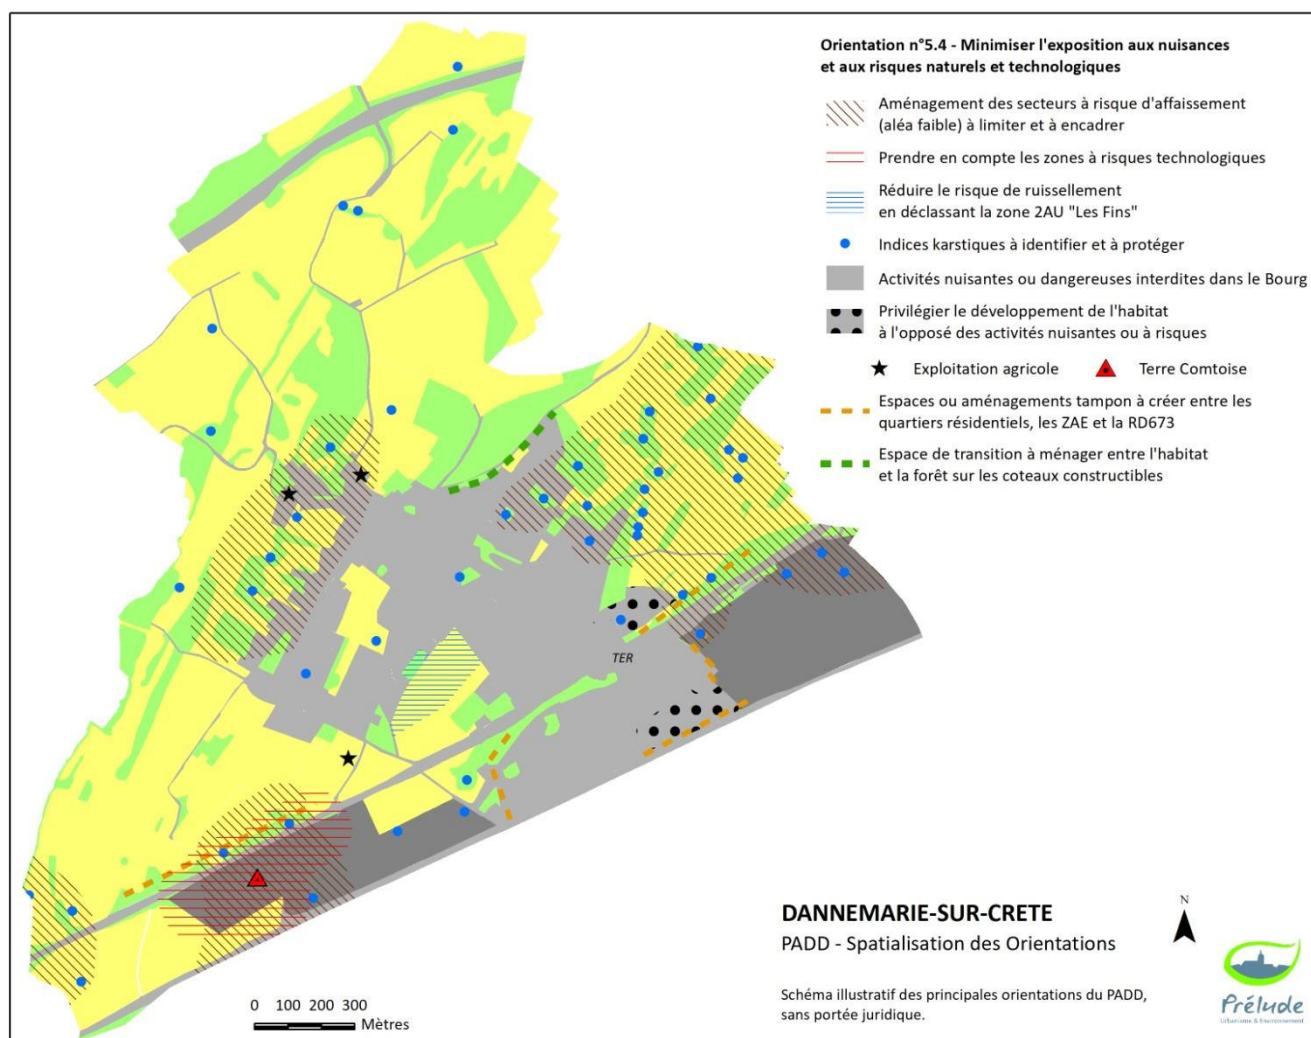 Orientation n°5.4 - Minimiser l'exposition aux nuisances
et aux risques naturels et technologiques
Aménagement des secteurs à risque d'affaissement
(aléa faible) à limiter et à encadrer
Prendre en compte les zones à risques technologiques
Réduire le risque de ruissellement
en déclassant la zone 2AU "Les Fins"
Indices karstiques à identifier et à protéger
Activités nuisantes ou dangereuses interdites dans le Bourg
Privilégier le développement de l'habitat
à l'opposé des activités nuisantes ou à risques
Exploitation agricole
Terre Comtoise
Espaces ou aménagements tampon à créer entre les
quartiers résidentiels, les ZAE et la RD673
Espace de transition à ménager entre l'habitat
et la forêt sur les coteaux constructibles
TER
DANNEMARIE-SUR-CRETE
PADD - Spatialisation des Orientations
N
Schéma illustratif des principales orientations du PADD,
sans portée juridique.
0 100 200 300
Mètres
Prélude
Urbanisme & Environnement